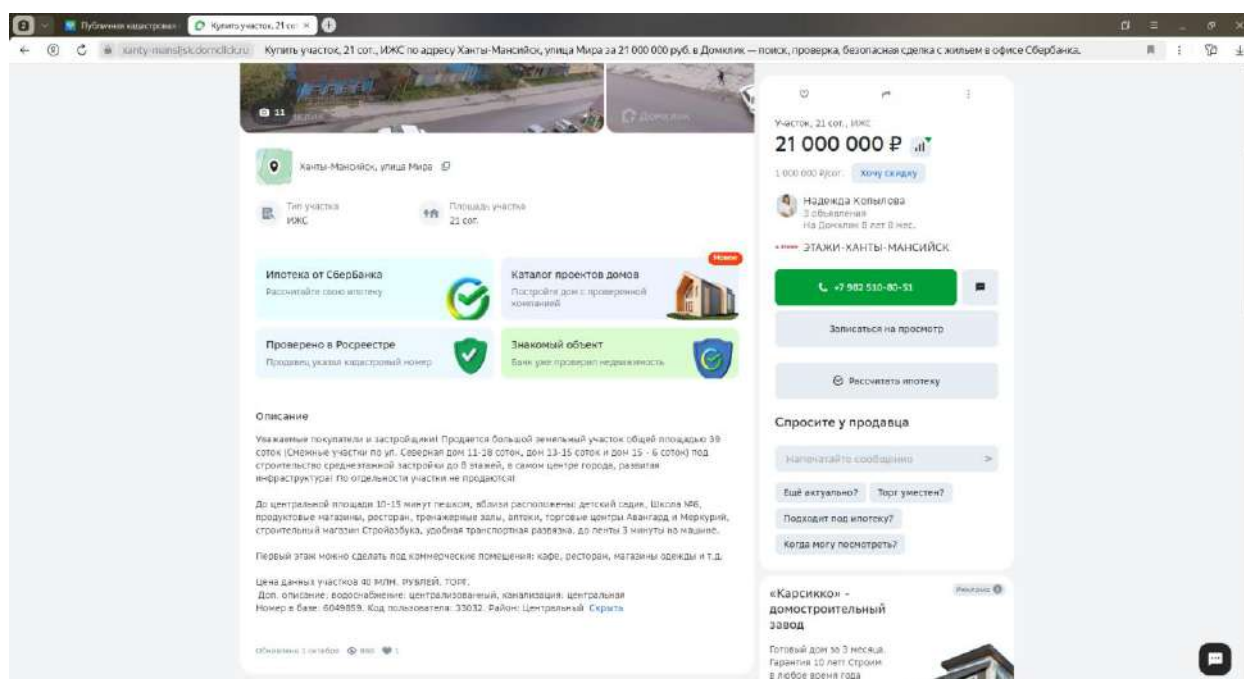 Публичная кадастровая
Купить участок, 21 сот
xanty-mansijsk.domclick.ru
Купить участок, 21 сот., ИЖС по адресу Ханты-Мансийск, улица Мира за 21 000 000 руб. в Домклик — поиск, проверка, безопасная сделка с жильем в офисе Сбербанка.
11
Домклик
Ханты-Мансийск, улица Мира
Тип участка
ИЖС
Площадь участка
21 сот.
Ипотека от СберБанка
Рассчитайте свою ипотеку
Новое
Каталог проектов домов
Постройте дом с проверенной
компанией
Проверено в Росреестре
Продавец указал кадастровый номер
Знакомый объект
Банк уже проверил недвижимость
Описание
Уважаемые покупатели и застройщики! Продается большой земельный участок общей площадью 39
соток (Смежные участки по ул. Северная дом 11-18 соток, дом 13-15 соток и дом 15 - 6 соток) под
строительство среднеэтажной застройки до 8 этажей, в самом центре города, развитая
инфраструктура! По отдельности участки не продаются!
До центральной площади 10-15 минут пешком, вблизи расположены: детский садик, Школа №6,
продуктовые магазины, ресторан, тренажерные залы, аптеки, торговые центры Авангард и Меркурий,
строительный магазин Стройазбука, удобная транспортная развязка, до ленты 3 минуты на машине.
Первый этаж можно сделать под коммерческие помещения: кафе, ресторан, магазины одежды и т.д.
Цена данных участков 40 МЛН. РУБЛЕЙ. ТОРГ.
Доп. описание: водоснабжение: централизованный, канализация: центральная
Номер в базе: 6049859. Код пользователя: 33032. Район: Центральный Скрыть
Обновлено 1 октября
1
Участок, 21 сот., ИЖС
21 000 000 ₽
1 000 000 ₽/сот.
Хочу скидку
Надежда Копылова
3 объявления
На Домклик 8 лет 8 мес.
ЭТАЖИ-ХАНТЫ-МАНСИЙСК
+7 982 510-80-51
Записаться на просмотр
Рассчитать ипотеку
Спросите у продавца
Напечатайте сообщение
Ещё актуально?
Торг уместен?
Подходит под ипотеку?
Когда могу посмотреть?
Реклама
«Карсикко» -
домостроительный
завод
Готовый дом за 3 месяца.
Гарантия 10 лет! Строим
в любое время года